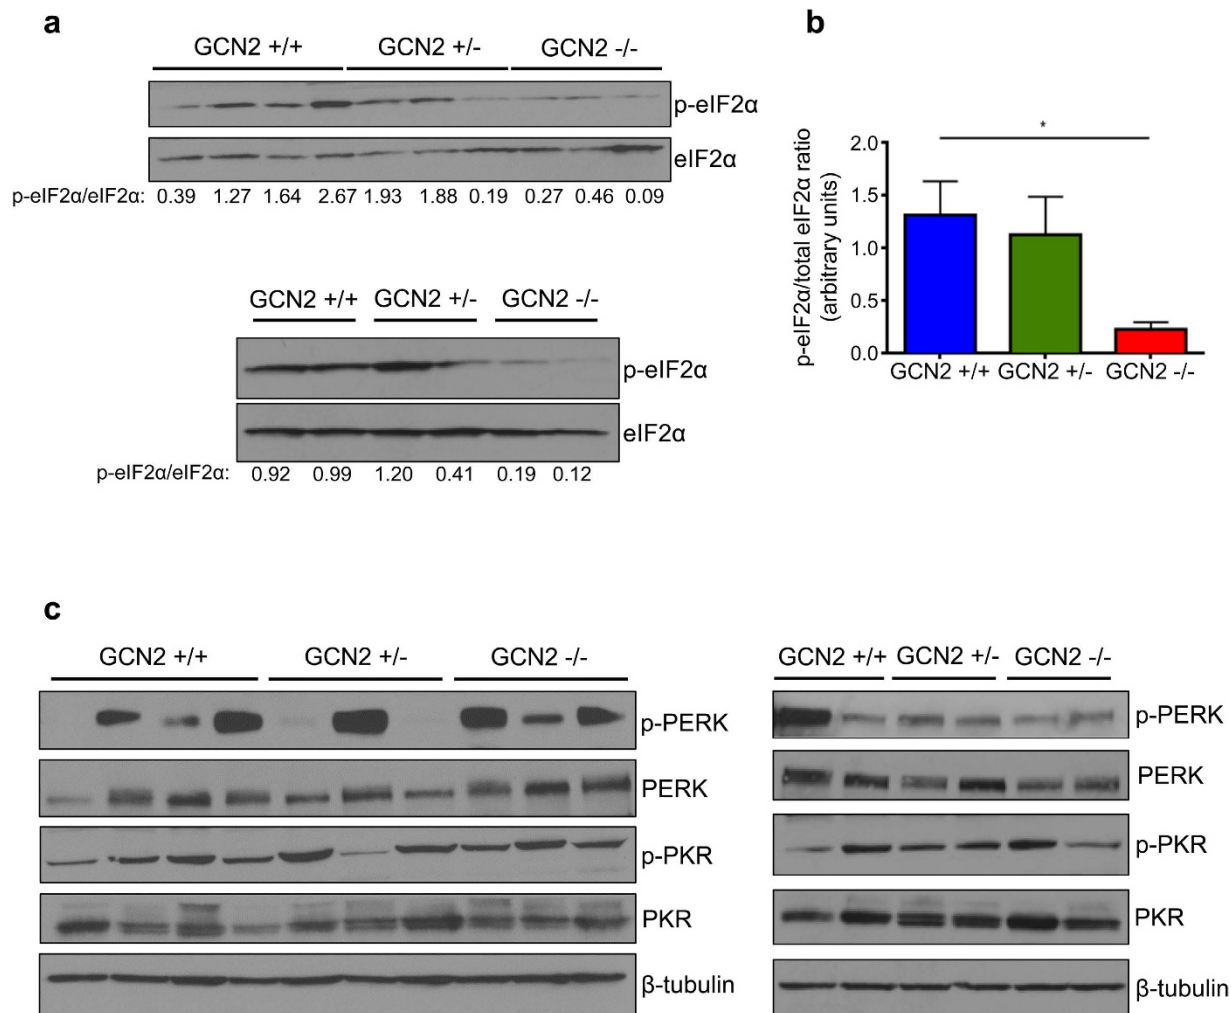 a
GCN2 +/+ GCN2 +/- GCN2 -/-
p-eIF2α
eIF2α
p-eIF2α/eIF2α: 0.39 1.27 1.64 2.67 1.93 1.88 0.19 0.27 0.46 0.09
GCN2 +/+ GCN2 +/- GCN2 -/-
p-eIF2α
eIF2α
p-eIF2α/eIF2α: 0.92 0.99 1.20 0.41 0.19 0.12
b
p-eIF2α/total eIF2α ratio
(arbitrary units)
*
2.0
1.5
1.0
0.5
0.0
GCN2 +/+ GCN2 +/- GCN2 -/-
c
GCN2 +/+ GCN2 +/- GCN2 -/-
p-PERK
PERK
p-PKR
PKR
β-tubulin
GCN2 +/+ GCN2 +/- GCN2 -/-
p-PERK
PERK
p-PKR
PKR
β-tubulin